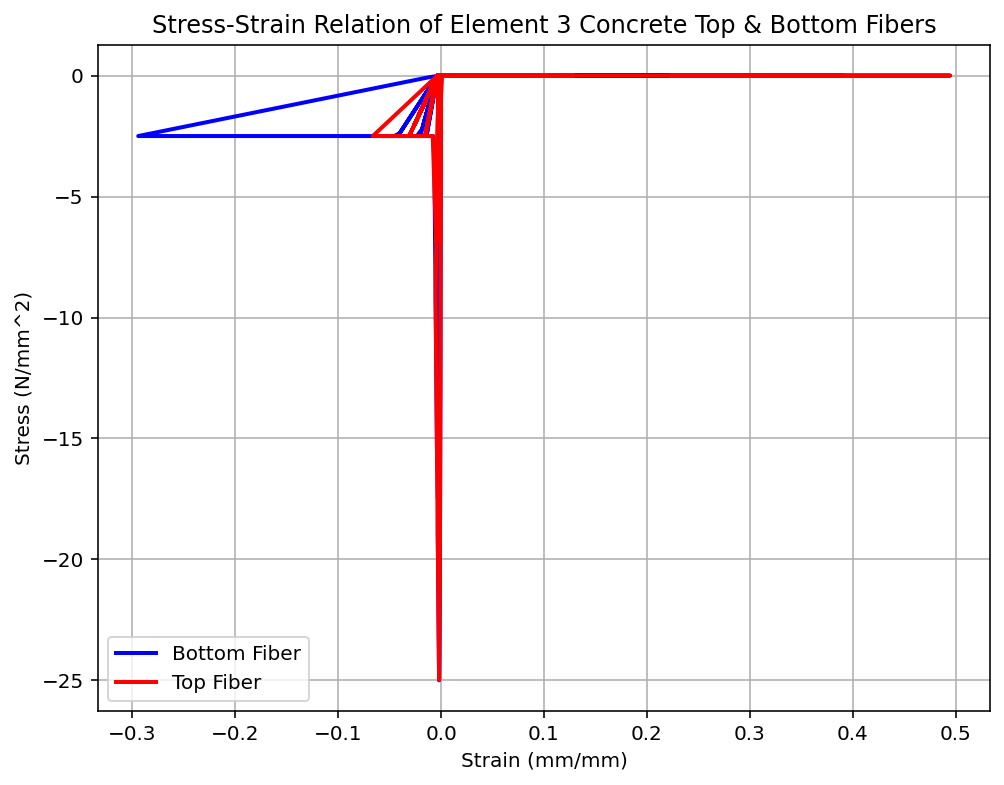 Stress-Strain Relation of Element 3 Concrete Top & Bottom Fibers
Stress (N/mm^2)
0
−5
−10
−15
−20
−25
Bottom Fiber
Top Fiber
−0.3 −0.2 −0.1 0.0 0.1 0.2 0.3 0.4 0.5
Strain (mm/mm)